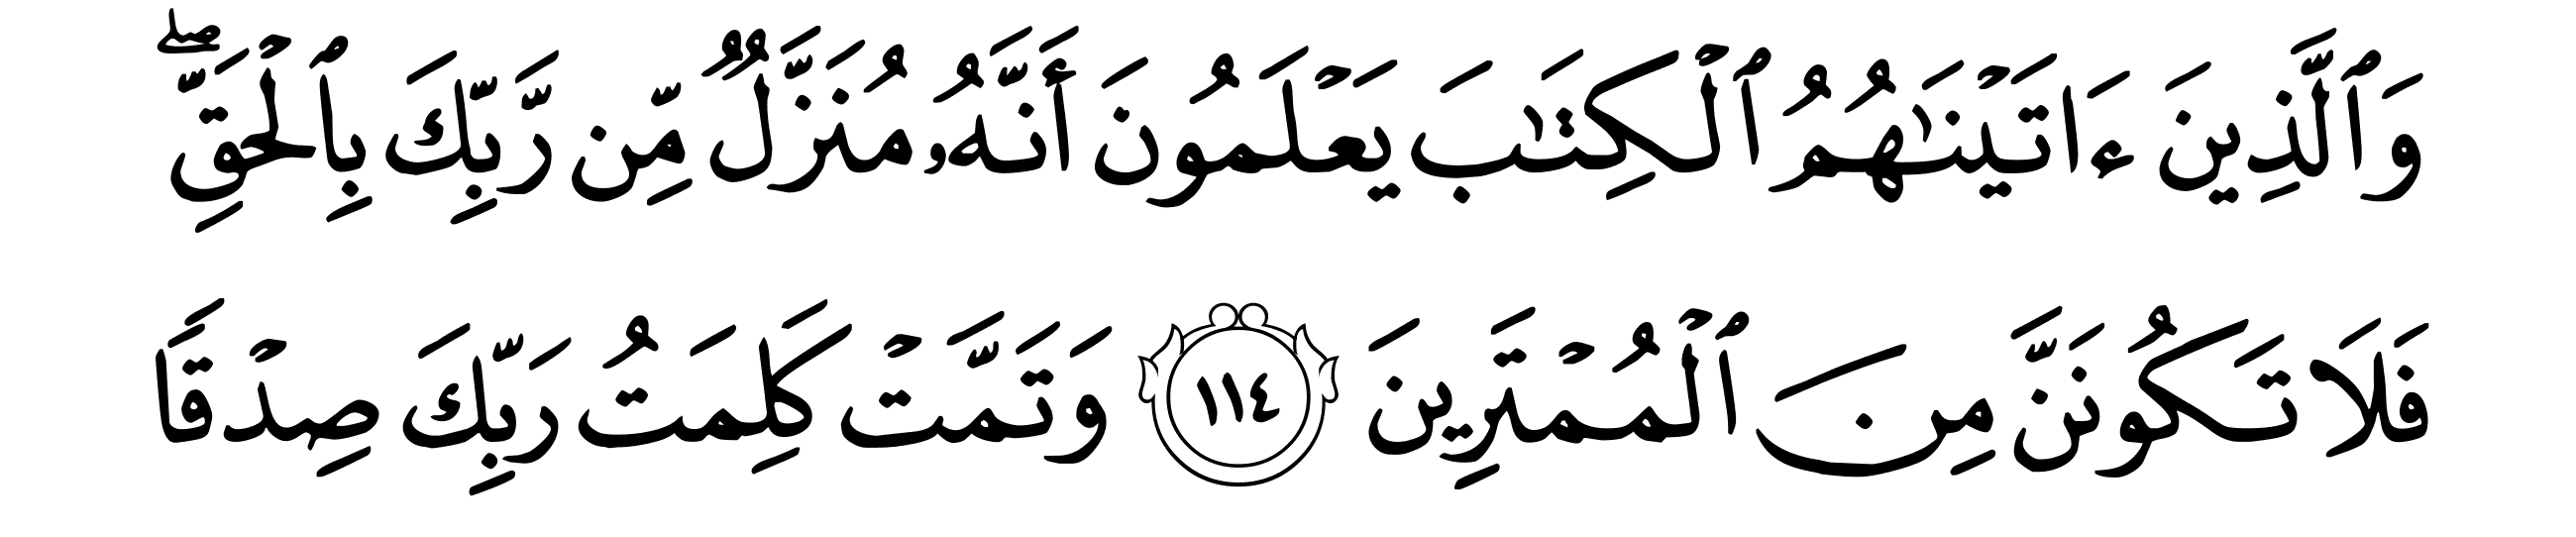 وَٱلَّذِينَ ءَاتَيْنَـٰهُمُ ٱلْكِتَـٰبَ يَعْلَمُونَ أَنَّهُۥ مُنَزَّلٌۭ مِّن رَّبِّكَ بِٱلْحَقِّۖ
فَلَا تَكُونَنَّ مِنَ ٱلْمُمْتَرِينَ ١١٤ وَتَمَّتْ كَلِمَتُ رَبِّكَ صِدْقًا